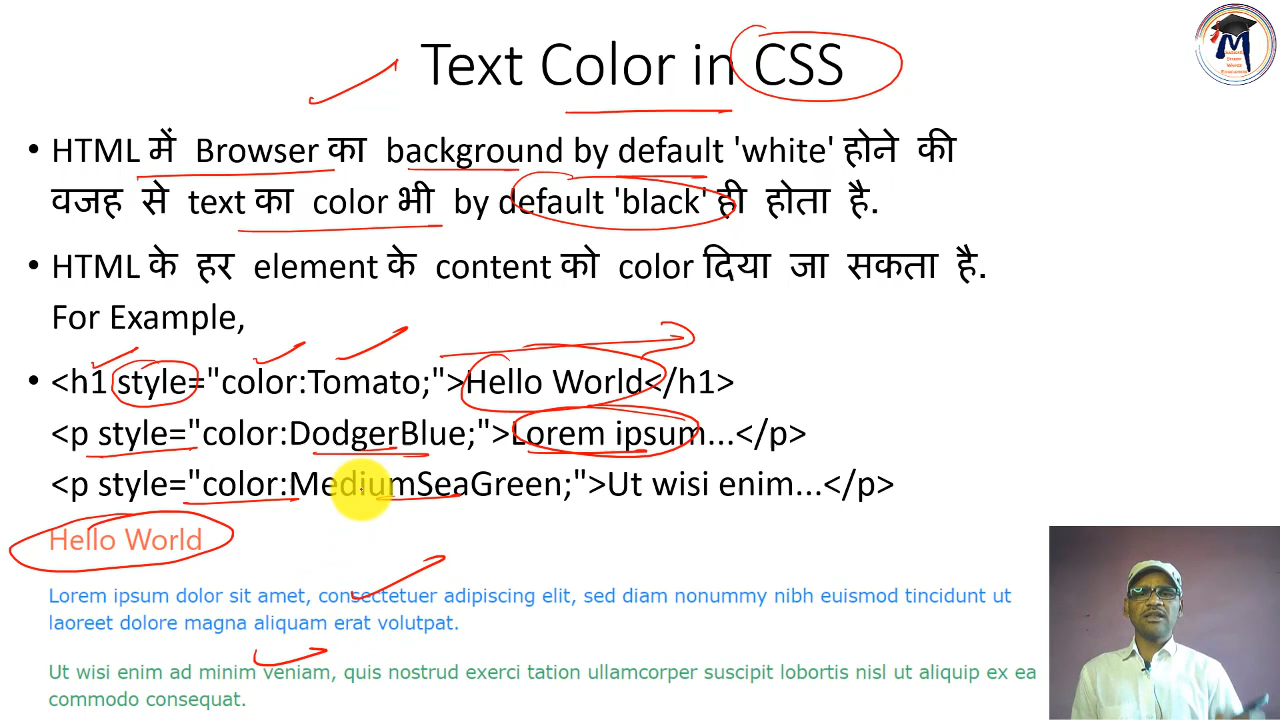 Text Color in CSS
• HTML में Browser का background by default 'white' होने की
वजह से text का color भी by default 'black' ही होता है.
• HTML के हर element के content को color दिया जा सकता है.
For Example,
• <h1 style="color:Tomato;">Hello World</h1>
<p style="color:DodgerBlue;">Lorem ipsum...</p>
<p style="color:MediumSeaGreen;">Ut wisi enim...</p>
Hello World
Lorem ipsum dolor sit amet, consectetuer adipiscing elit, sed diam nonummy nibh euismod tincidunt ut
laoreet dolore magna aliquam erat volutpat.
Ut wisi enim ad minim veniam, quis nostrud exerci tation ullamcorper suscipit lobortis nisl ut aliquip ex ea
commodo consequat.